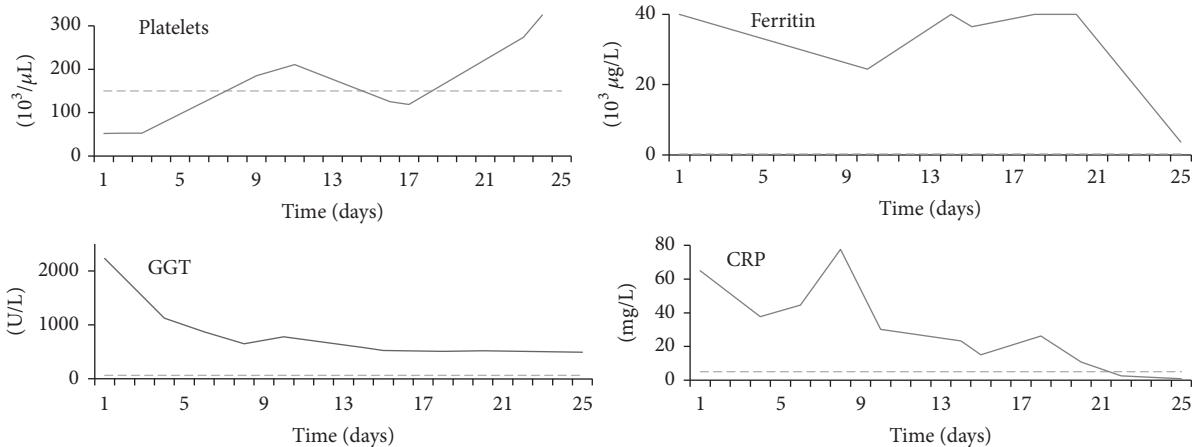 Platelets
(10³/μL)
300
200
100
0
1 5 9 13 17 21 25
Time (days)
Ferritin
(10³ μg/L)
40
20
0
1 5 9 13 17 21 25
Time (days)
GGT
(U/L)
2000
1000
0
1 5 9 13 17 21 25
Time (days)
CRP
(mg/L)
80
60
40
20
0
1 5 9 13 17 21 25
Time (days)